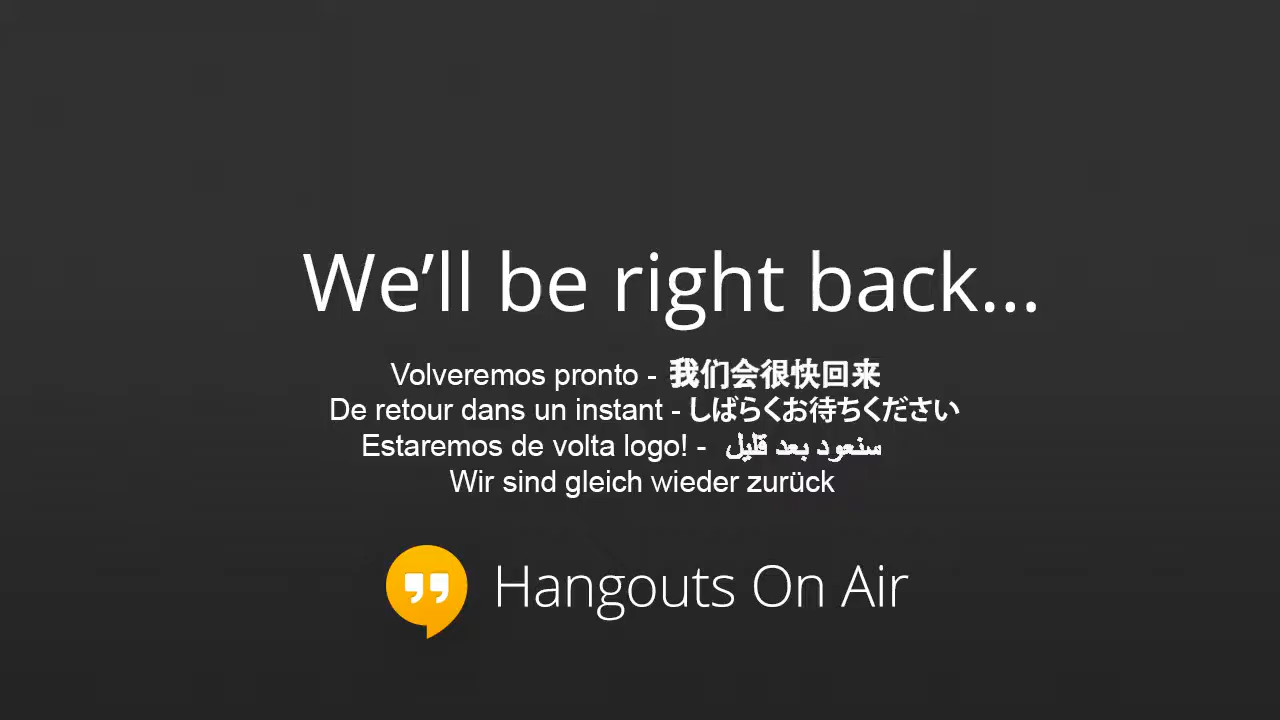 We’ll be right back...
Volveremos pronto - 我们会很快回来
De retour dans un instant - しばらくお待ちください
Estaremos de volta logo! - سنعود بعد قليل
Wir sind gleich wieder zurück
Hangouts On Air